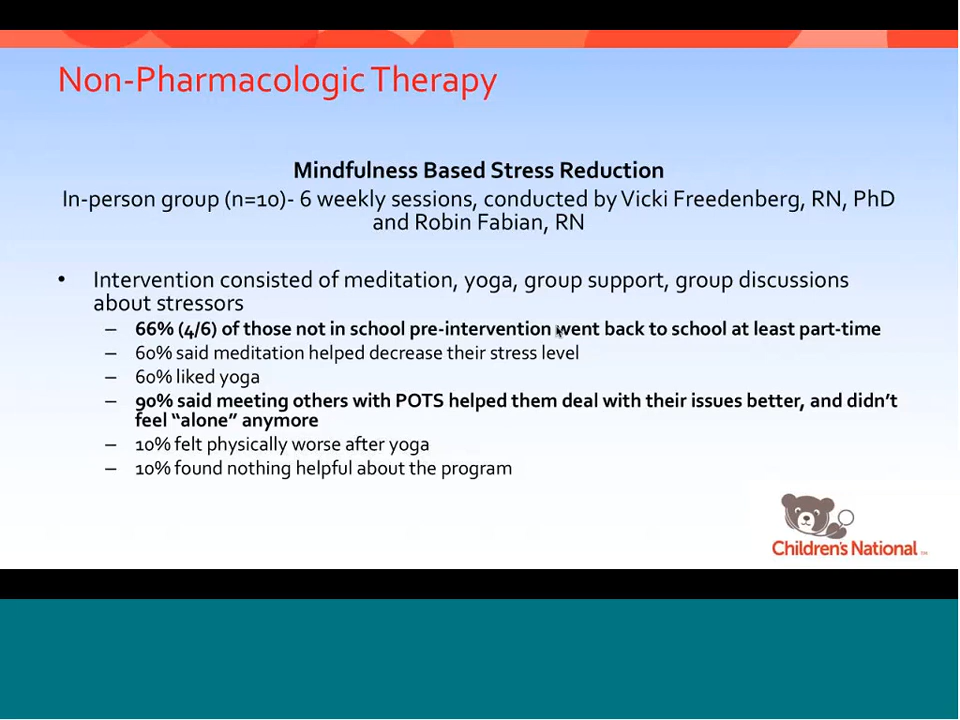 Non-Pharmacologic Therapy
Mindfulness Based Stress Reduction
In-person group (n=10)- 6 weekly sessions, conducted by Vicki Freedenberg, RN, PhD
and Robin Fabian, RN
• Intervention consisted of meditation, yoga, group support, group discussions
about stressors
– 66% (4/6) of those not in school pre-intervention went back to school at least part-time
– 60% said meditation helped decrease their stress level
– 60% liked yoga
– 90% said meeting others with POTS helped them deal with their issues better, and didn’t
feel “alone” anymore
– 10% felt physically worse after yoga
– 10% found nothing helpful about the program
Children's National™